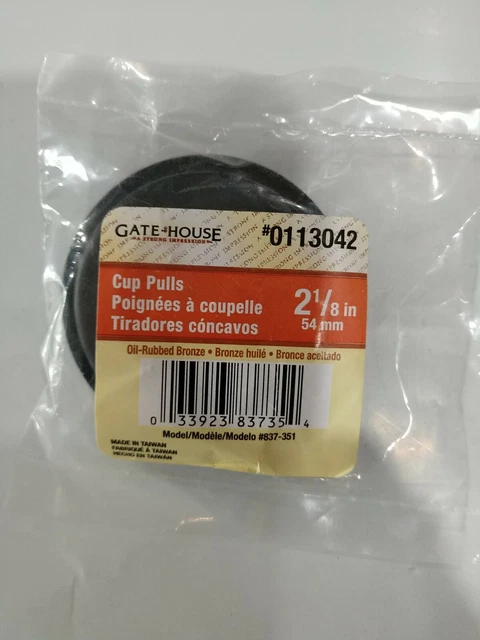 GATE HOUSE
A STRONG IMPRESSION
#0113042
Cup Pulls
Poignées à coupelle
Tiradores cóncavos
2 1/8 in
54 mm
Oil-Rubbed Bronze • Bronze huilé • Bronce aceitado
0 33923 83735 4
Model/Modèle/Modelo #837-351
MADE IN TAIWAN
FABRIQUÉ À TAIWAN
HECHO EN TAIWÁN